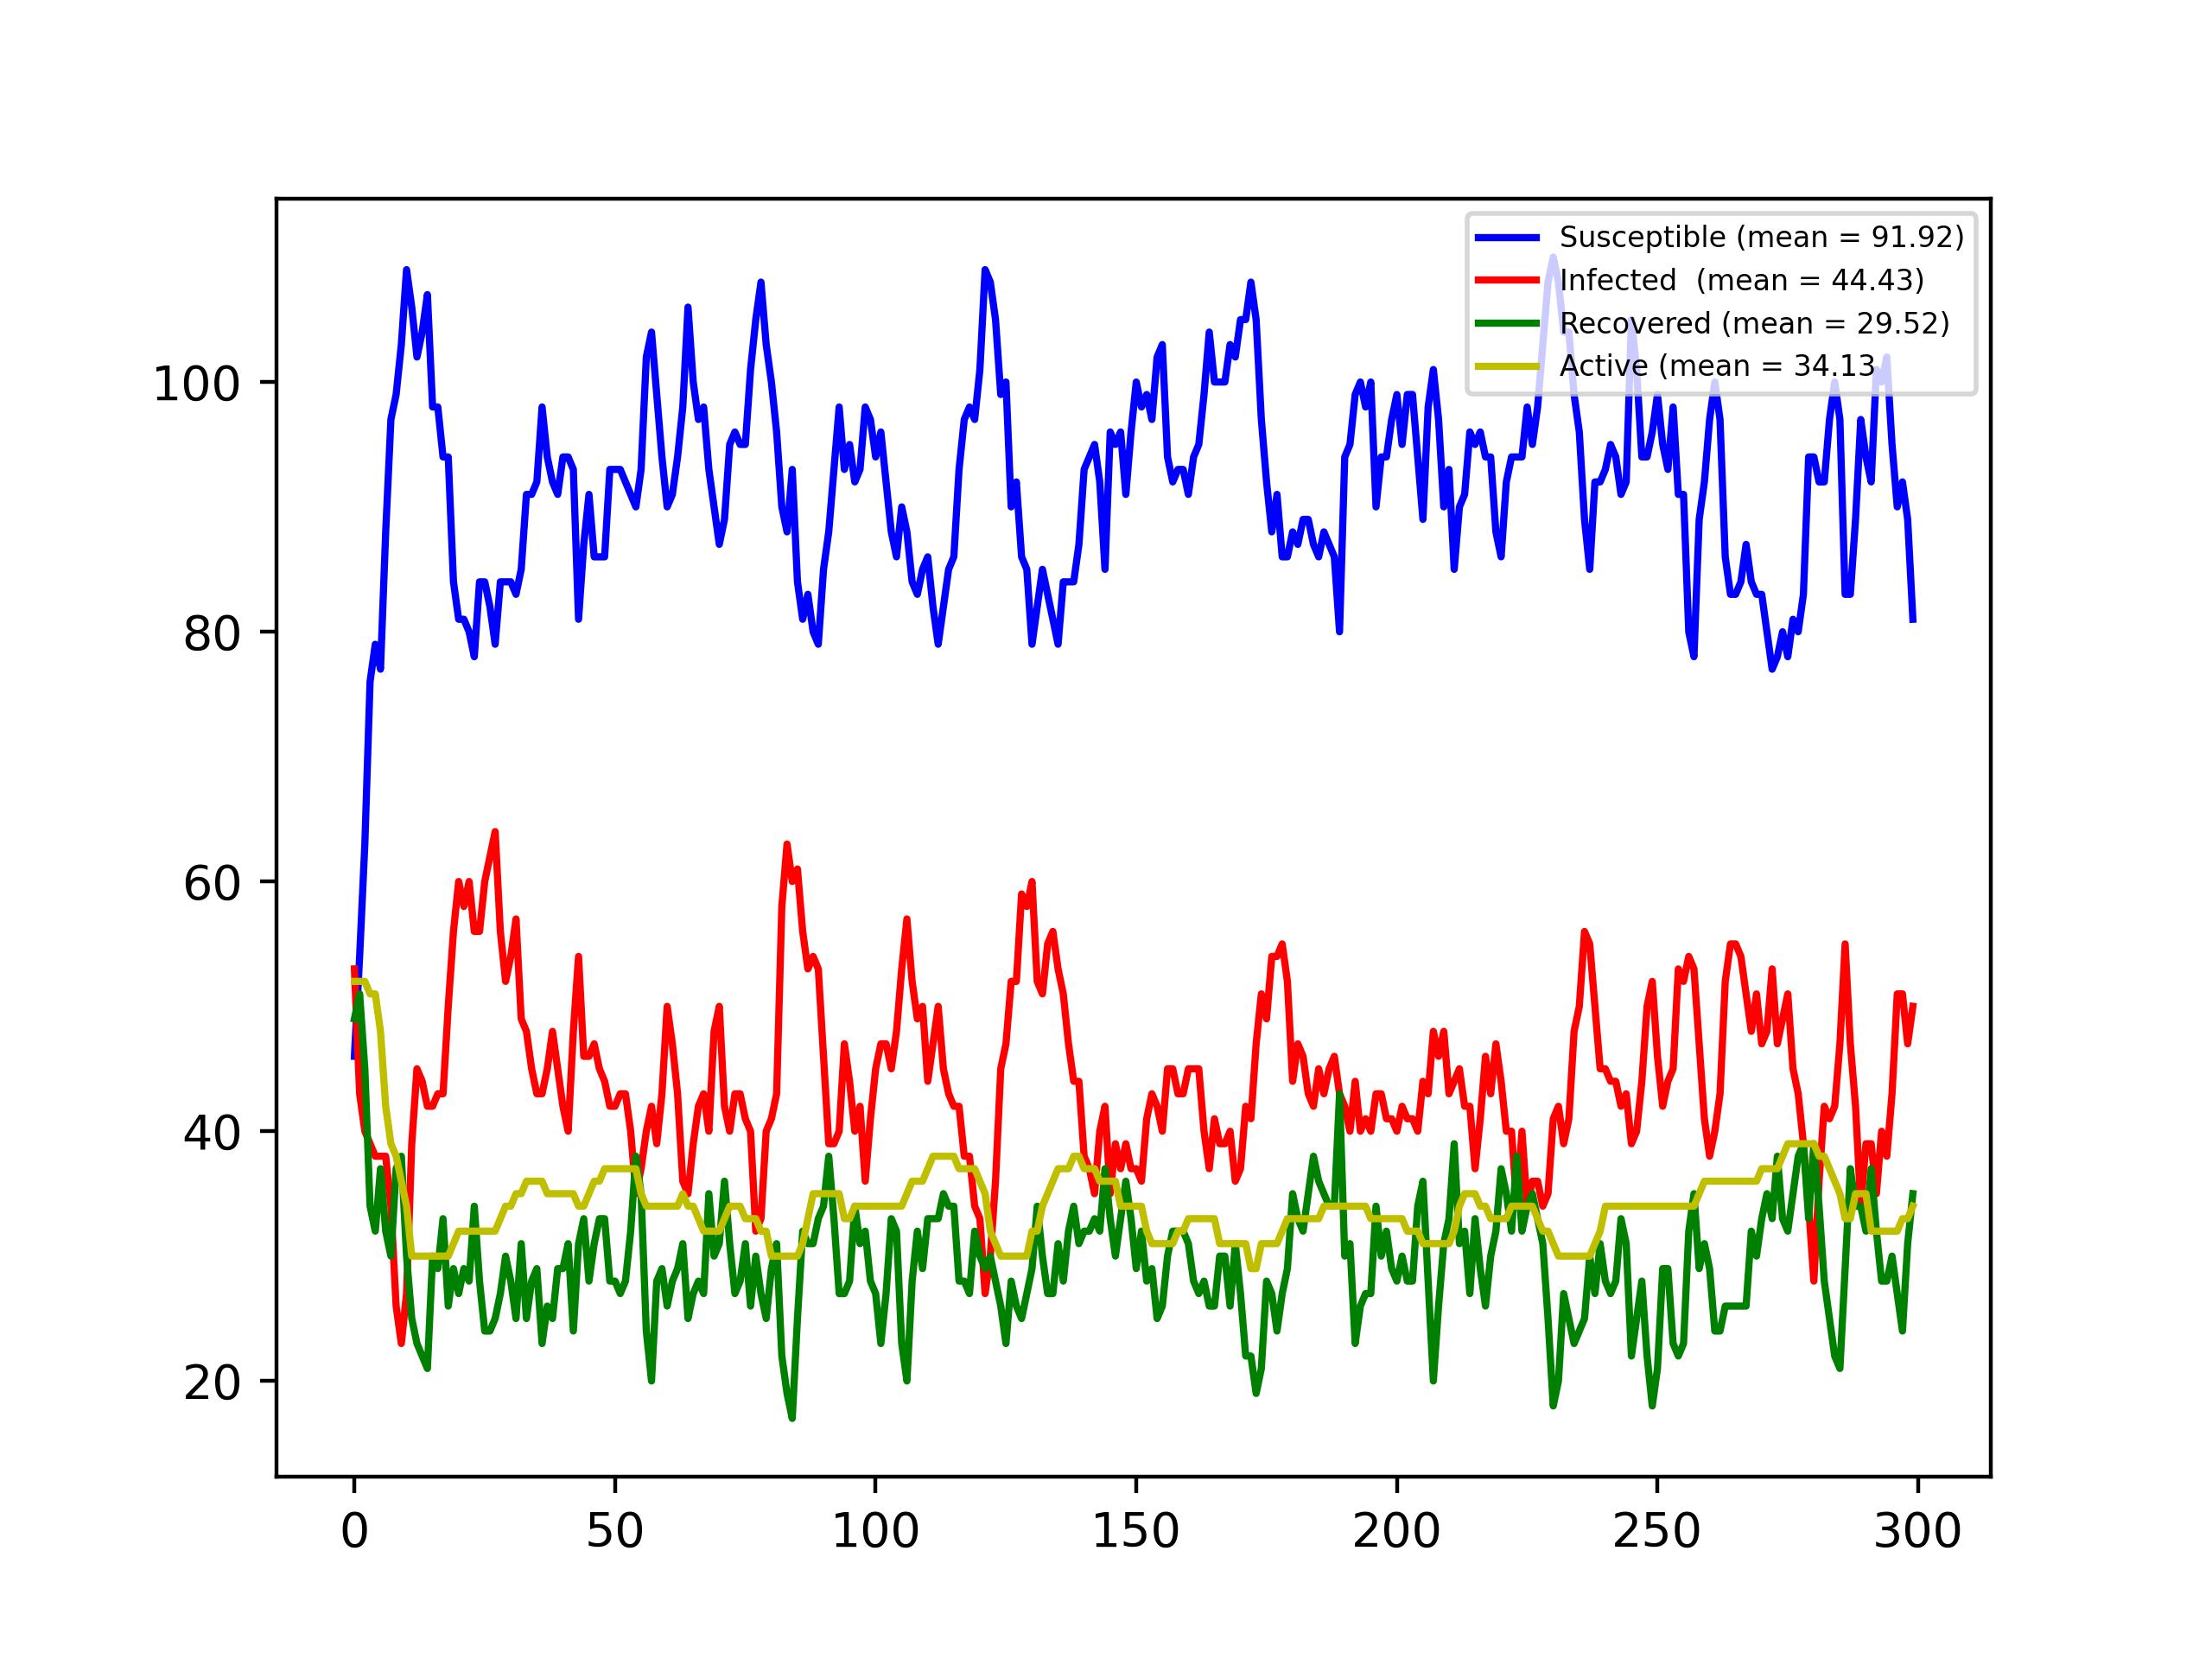 Susceptible (mean = 91.92)
Infected  (mean = 44.43)
Recovered (mean = 29.52)
Active (mean = 34.13
100
80
60
40
20
0 50 100 150 200 250 300